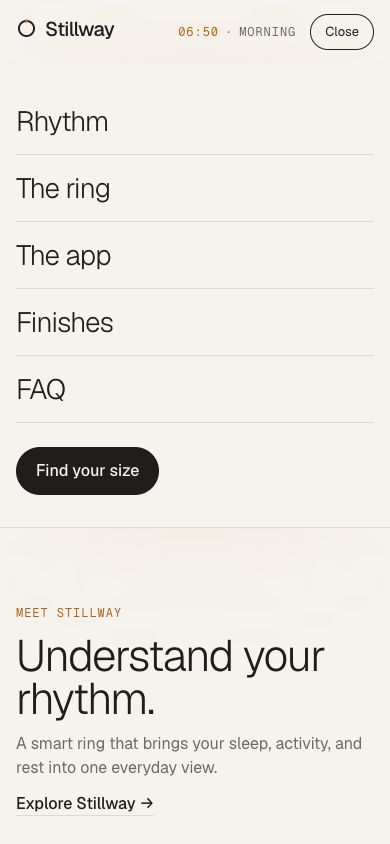 Stillway
06:50 · MORNING
Close
Rhythm
The ring
The app
Finishes
FAQ
Find your size
MEET STILLWAY
Understand your
rhythm.
A smart ring that brings your sleep, activity, and
rest into one everyday view.
Explore Stillway →